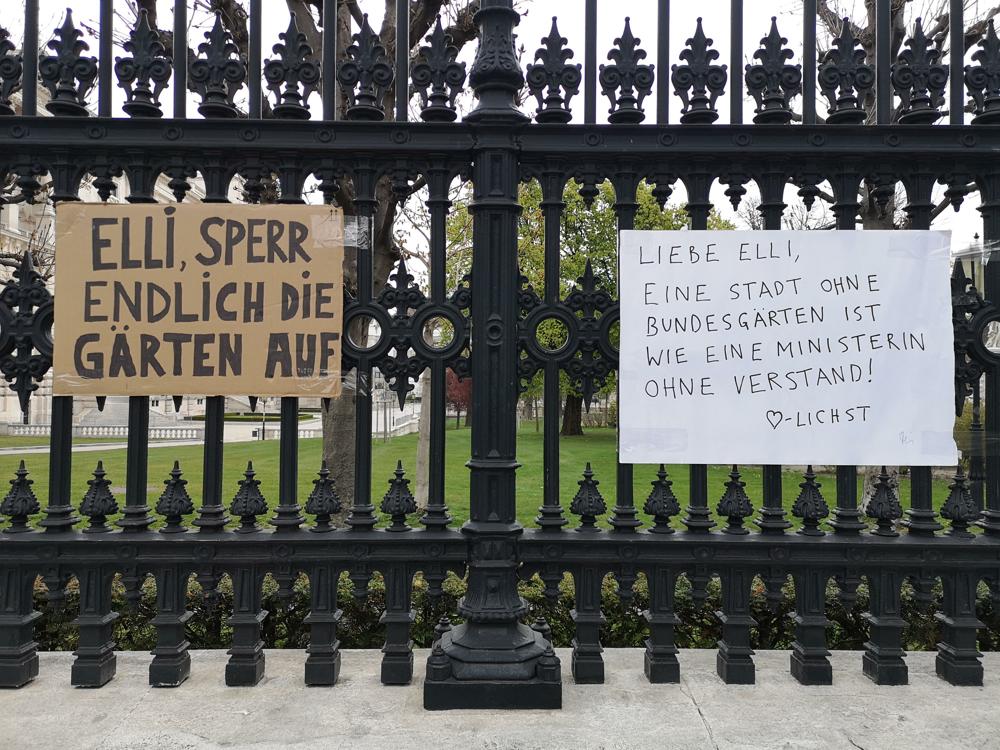 ELLI, SPERR
ENDLICH DIE
GÄRTEN AUF
LIEBE ELLI,
EINE STADT OHNE
BUNDESGÄRTEN IST
WIE EINE MINISTERIN
OHNE VERSTAND!
♡-LICHST